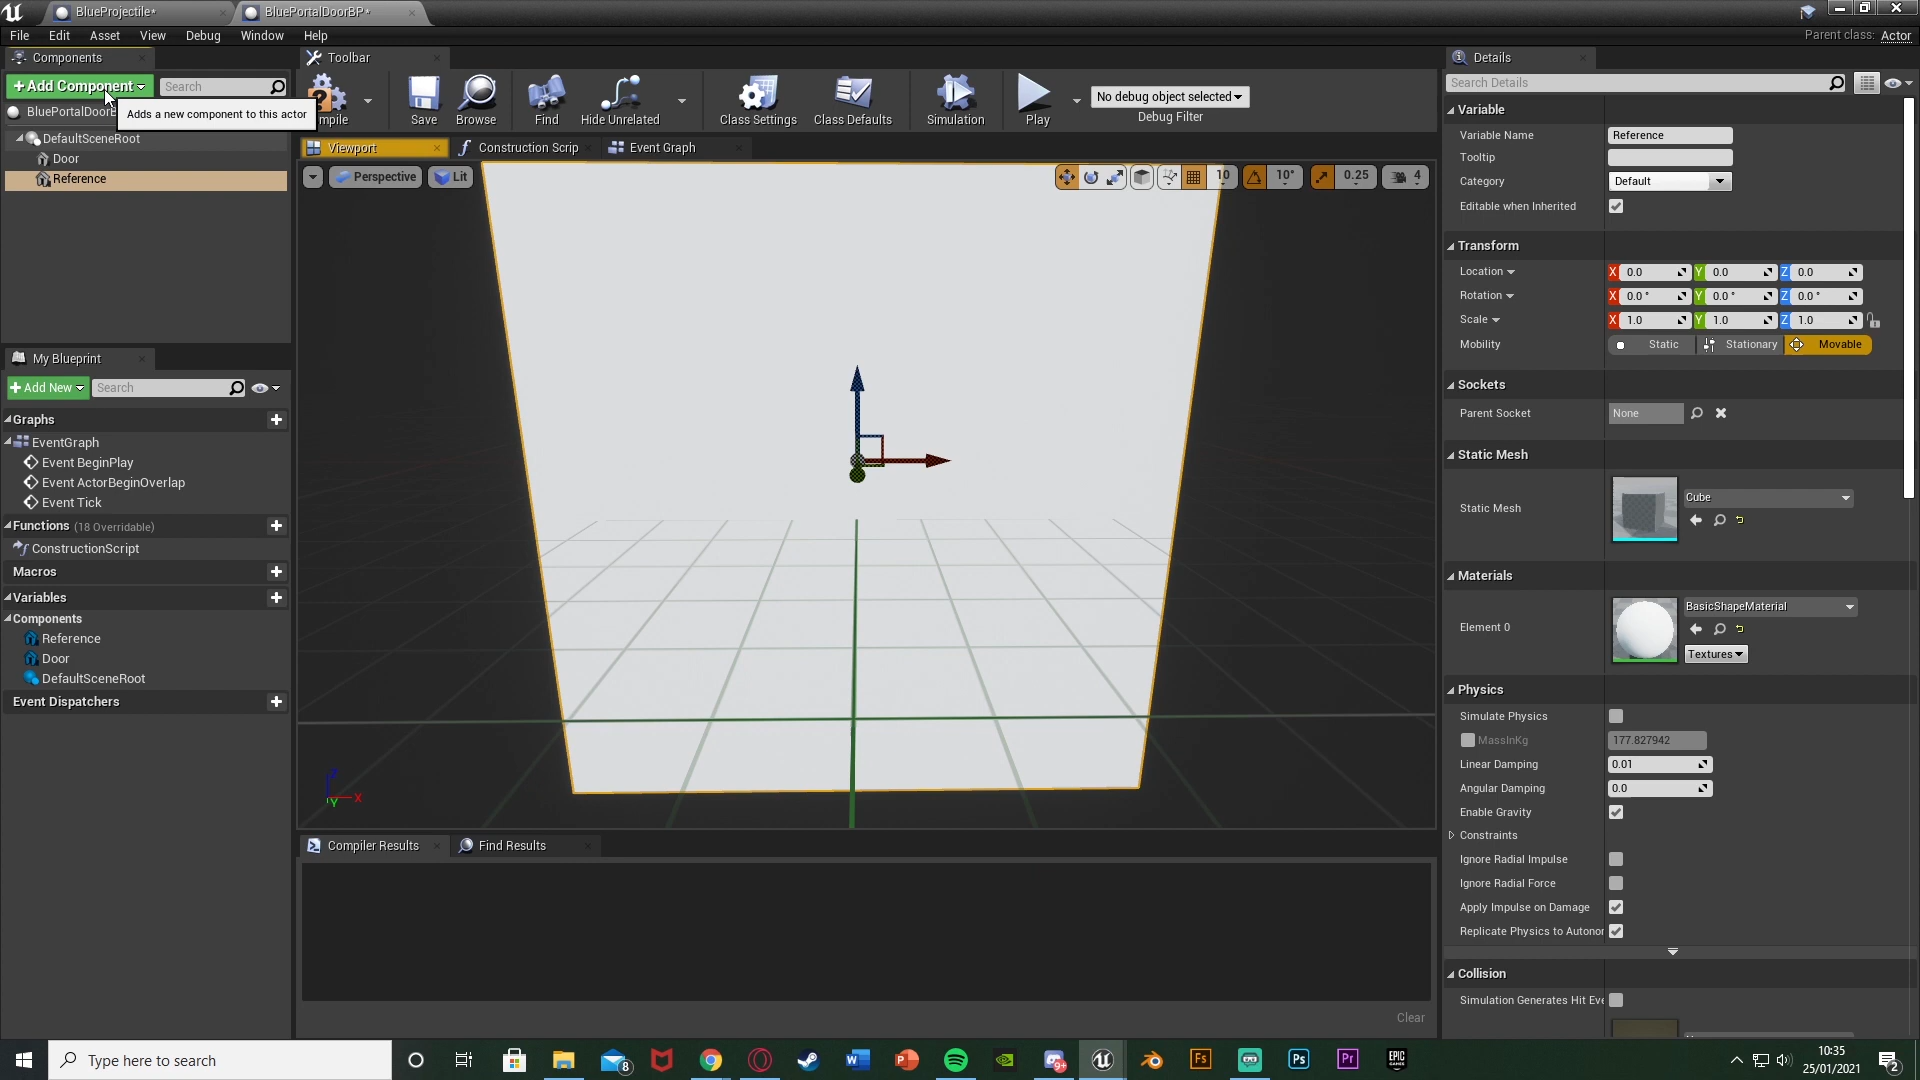 BlueProjectile*
BluePortalDoorBP*
File Edit Asset View Debug Window Help
Parent class: Actor
Components
Toolbar
Details
+ Add Component
Search
Adds a new component to this actor
DefaultSceneRoot
Door
Reference
Save
Browse
Find
Hide Unrelated
Class Settings
Class Defaults
Simulation
Play
No debug object selected
Debug Filter
Viewport
Construction Scrip
Event Graph
Perspective
Lit
10
10°
0.25
4
Search Details
Variable
Variable Name Reference
Tooltip
Category Default
Editable when Inherited
Transform
Location X 0.0 Y 0.0 Z 0.0
Rotation X 0.0° Y 0.0° Z 0.0°
Scale X 1.0 Y 1.0 Z 1.0
Mobility Static Stationary Movable
Sockets
Parent Socket None
Static Mesh
Static Mesh Cube
Materials
Element 0 BasicShapeMaterial
Textures
Physics
Simulate Physics
MassInKg 177.827942
Linear Damping 0.01
Angular Damping 0.0
Enable Gravity
Constraints
Ignore Radial Impulse
Ignore Radial Force
Apply Impulse on Damage
Replicate Physics to Autonor
Collision
Simulation Generates Hit Eve
My Blueprint
+ Add New
Search
Graphs
EventGraph
Event BeginPlay
Event ActorBeginOverlap
Event Tick
Functions (18 Overridable)
ConstructionScript
Macros
Variables
Components
Reference
Door
DefaultSceneRoot
Event Dispatchers
Z
X
Y
Compiler Results
Find Results
Clear
Type here to search
8
9+
10:35
25/01/2021
2